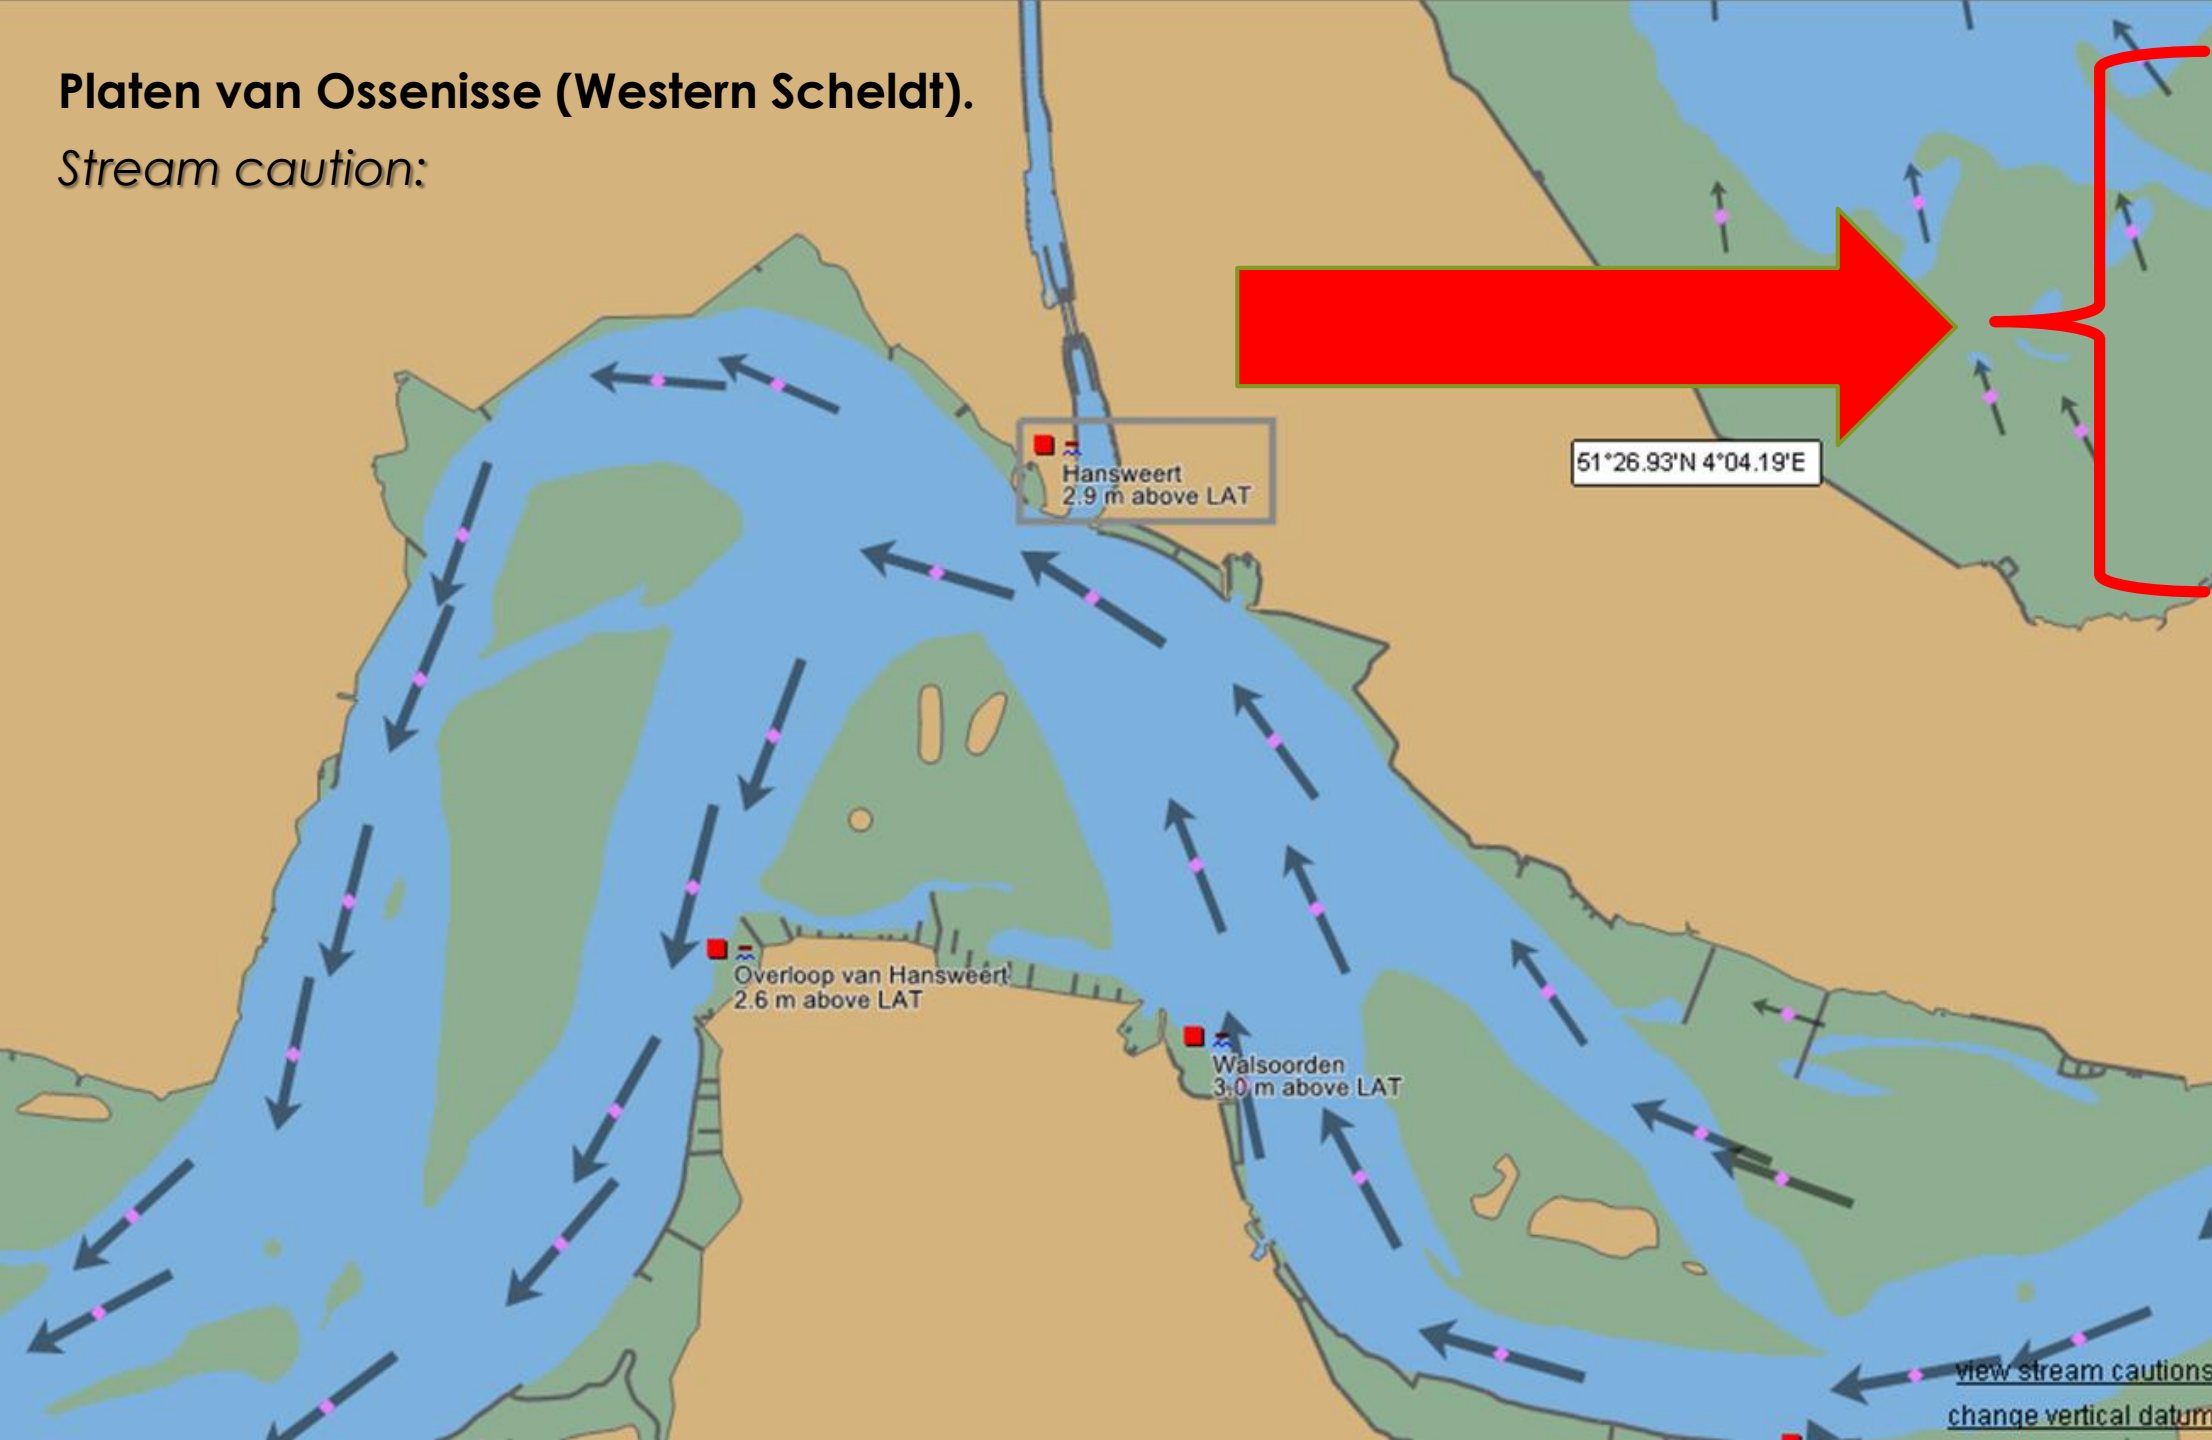 Platen van Ossenisse (Western Scheldt).
Stream caution:
Hansweert
2.9 m above LAT
51°26.93'N 4°04.19'E
Overloop van Hansweert
2.6 m above LAT
Walsoorden
3.0 m above LAT
view stream cautions
change vertical datum